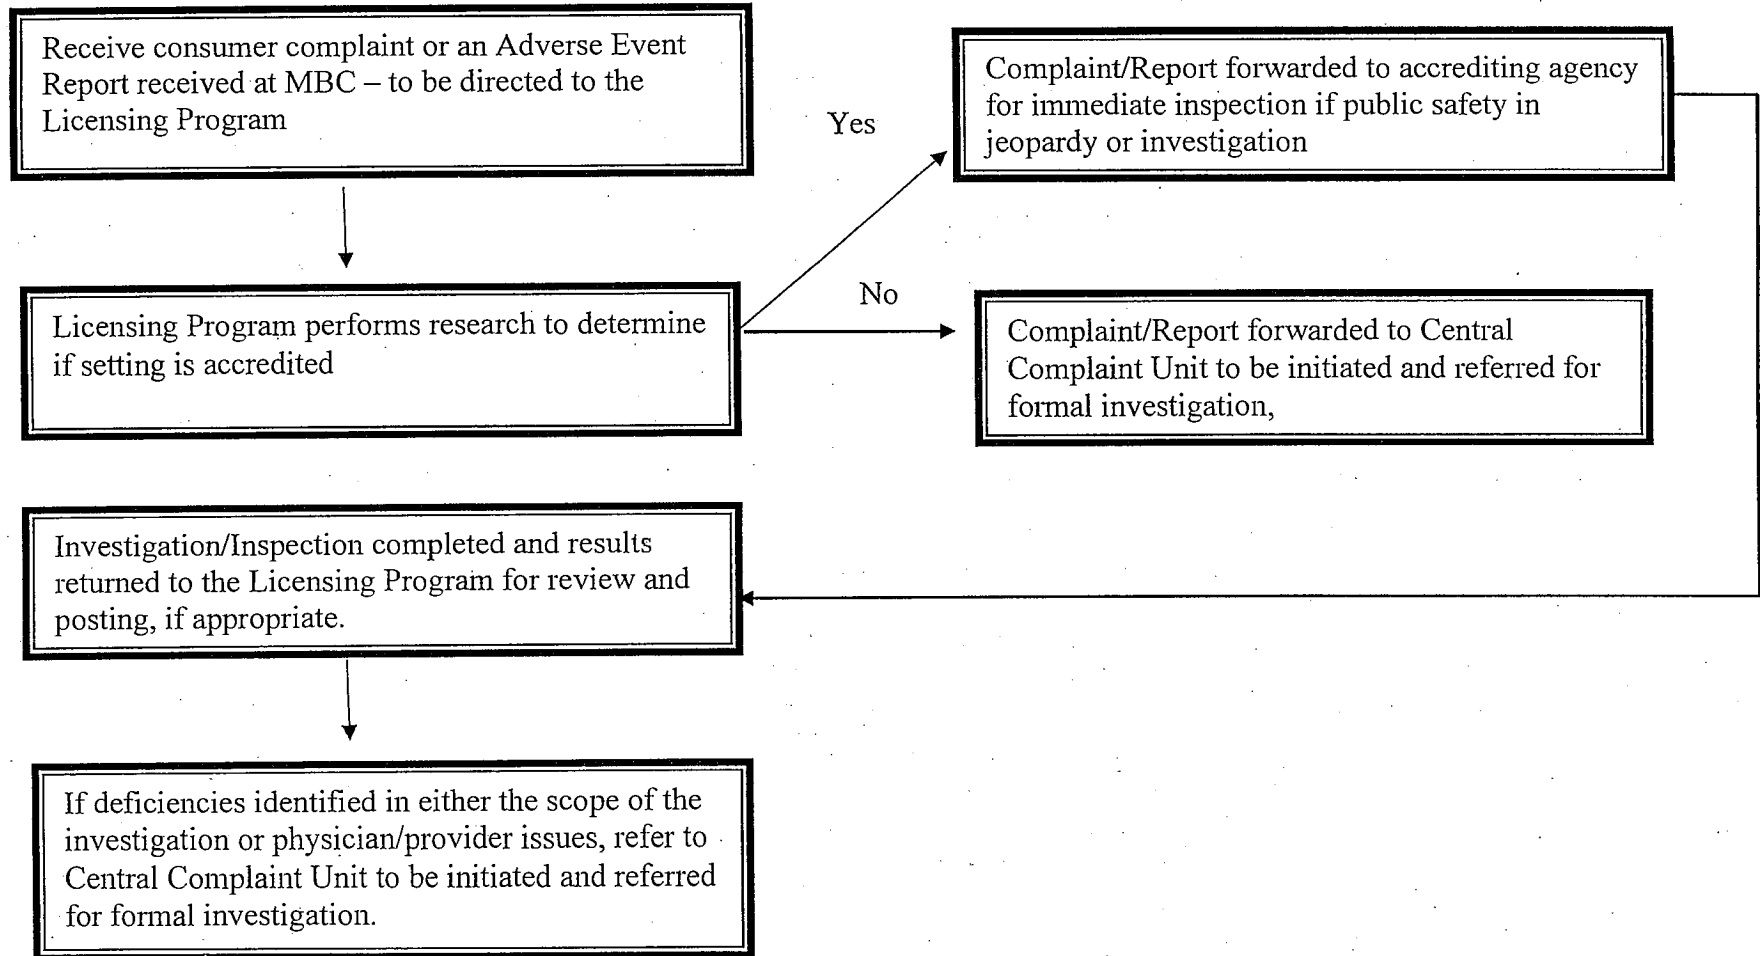 Receive consumer complaint or an Adverse Event
Report received at MBC – to be directed to the
Licensing Program
Yes
Complaint/Report forwarded to accrediting agency
for immediate inspection if public safety in
jeopardy or investigation
Licensing Program performs research to determine
if setting is accredited
No
Complaint/Report forwarded to Central
Complaint Unit to be initiated and referred for
formal investigation,
Investigation/Inspection completed and results
returned to the Licensing Program for review and
posting, if appropriate.
If deficiencies identified in either the scope of the
investigation or physician/provider issues, refer to
Central Complaint Unit to be initiated and referred
for formal investigation.